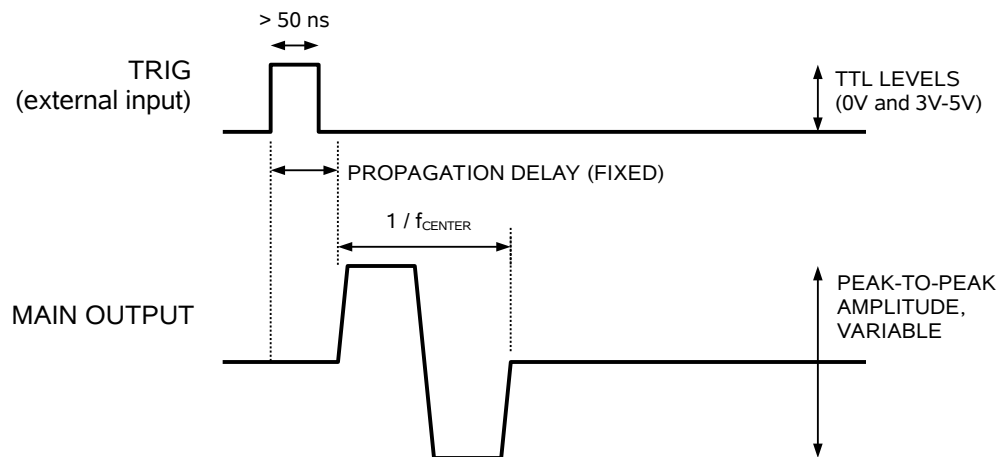 > 50 ns
TRIG
(external input)
TTL LEVELS
(0V and 3V-5V)
PROPAGATION DELAY (FIXED)
1 / fCENTER
MAIN OUTPUT
PEAK-TO-PEAK
AMPLITUDE,
VARIABLE